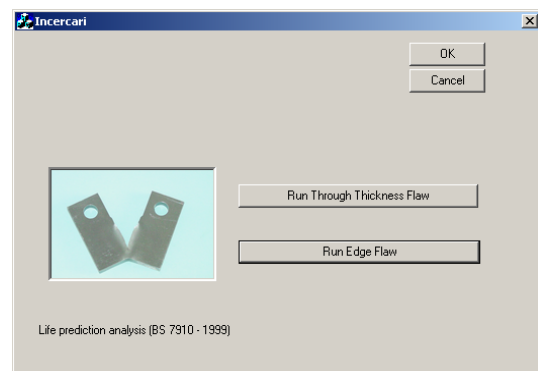 Incercari
OK
Cancel
Run Through Thickness Flaw
Run Edge Flaw
Life prediction analysis (BS 7910 - 1999)